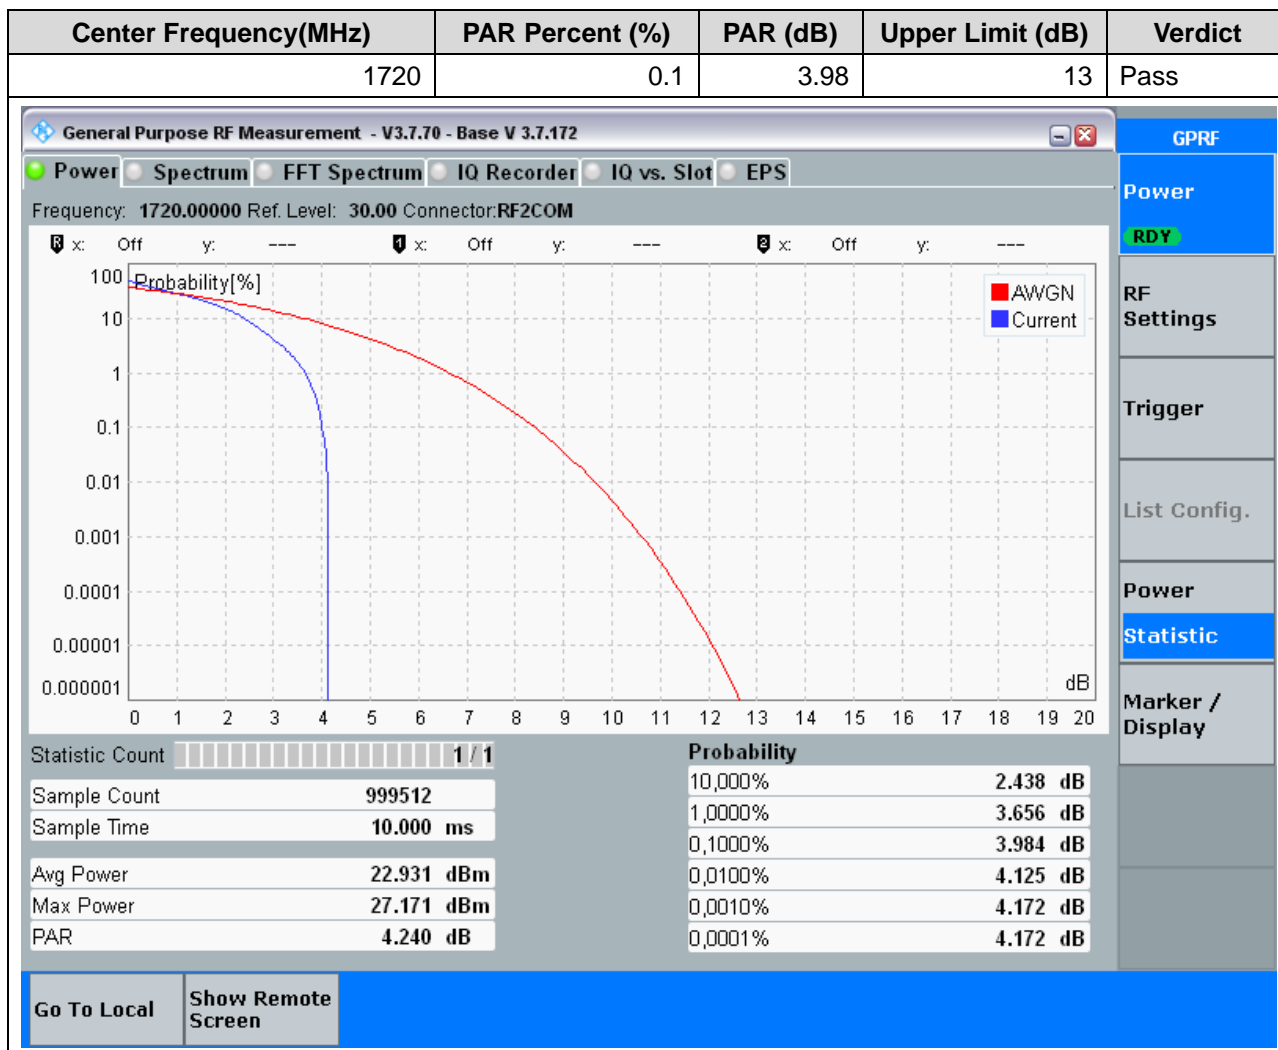 Center Frequency(MHz) PAR Percent (%) PAR (dB) Upper Limit (dB) Verdict
1720 0.1 3.98 13 Pass
General Purpose RF Measurement - V3.7.70 - Base V 3.7.172
GPRF
Power Spectrum FFT Spectrum IQ Recorder IQ vs. Slot EPS
Frequency: 1720.00000 Ref. Level: 30.00 Connector:RF2COM
R x: Off y: --- 1 x: Off y: --- 2 x: Off y: ---
Probability[%]
100
10
1
0.1
0.01
0.001
0.0001
0.00001
0.000001
AWGN
Current
dB
0 1 2 3 4 5 6 7 8 9 10 11 12 13 14 15 16 17 18 19 20
Statistic Count 1 / 1
Sample Count 999512
Sample Time 10.000 ms
Avg Power 22.931 dBm
Max Power 27.171 dBm
PAR 4.240 dB
Probability
10,000% 2.438 dB
1,0000% 3.656 dB
0,1000% 3.984 dB
0,0100% 4.125 dB
0,0010% 4.172 dB
0,0001% 4.172 dB
Power
RDY
RF
Settings
Trigger
List Config.
Power
Statistic
Marker /
Display
Go To Local
Show Remote
Screen